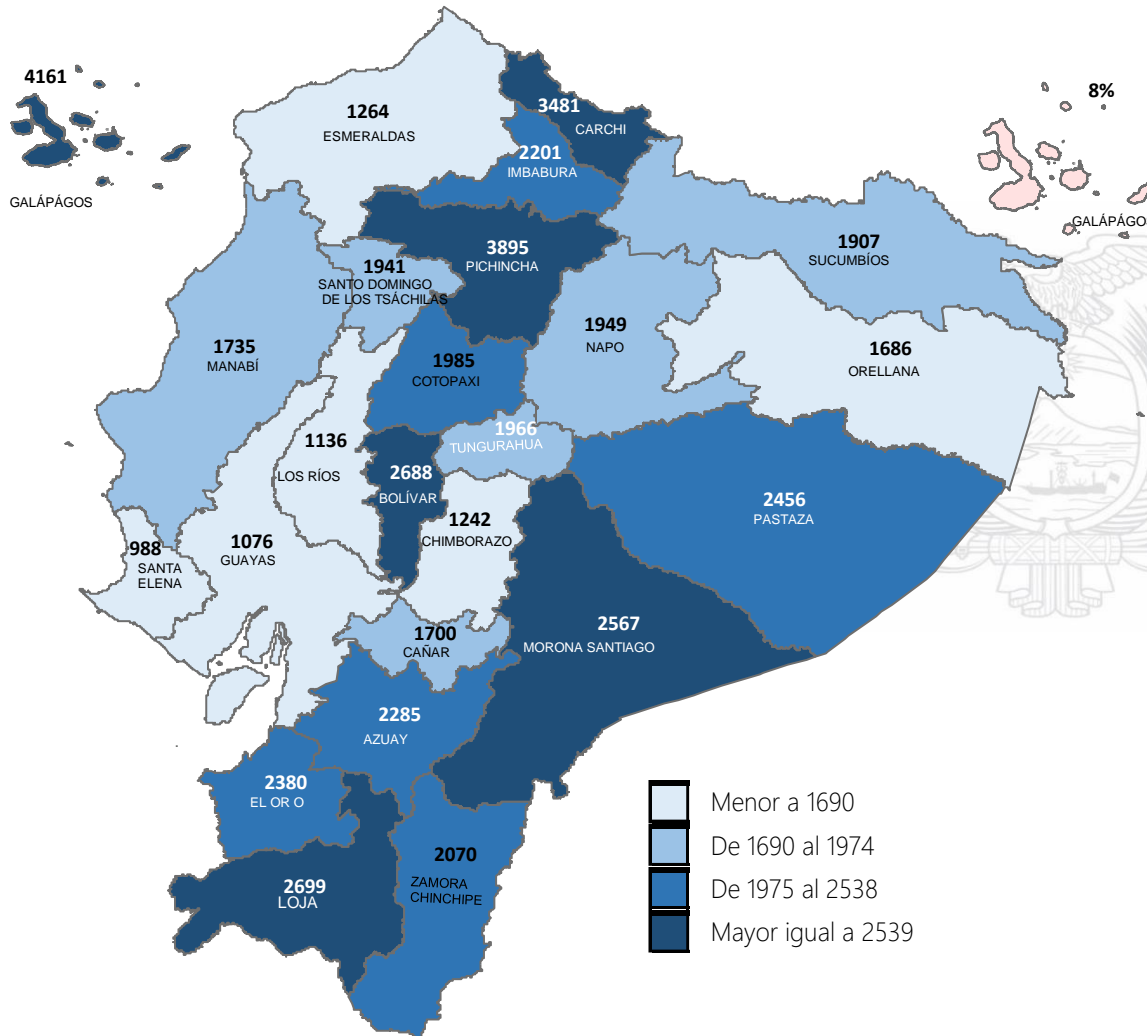 4161
GALÁPÁGOS
8%
GALÁPÁGOS
1264
ESMERALDAS
3481
CARCHI
2201
IMBABURA
1907
SUCUMBÍOS
3895
PICHINCHA
1941
SANTO DOMINGO
DE LOS TSÁCHILAS
1949
NAPO
1735
MANABÍ
1686
ORELLANA
1985
COTOPAXI
1966
TUNGURAHUA
1136
LOS RÍOS
2688
BOLÍVAR
2456
PASTAZA
1242
CHIMBORAZO
988
SANTA
ELENA
1076
GUAYAS
2567
MORONA SANTIAGO
1700
CAÑAR
2285
AZUAY
2380
EL OR O
2070
ZAMORA
CHINCHIPE
2699
LOJA
Menor a 1690
De 1690 al 1974
De 1975 al 2538
Mayor igual a 2539